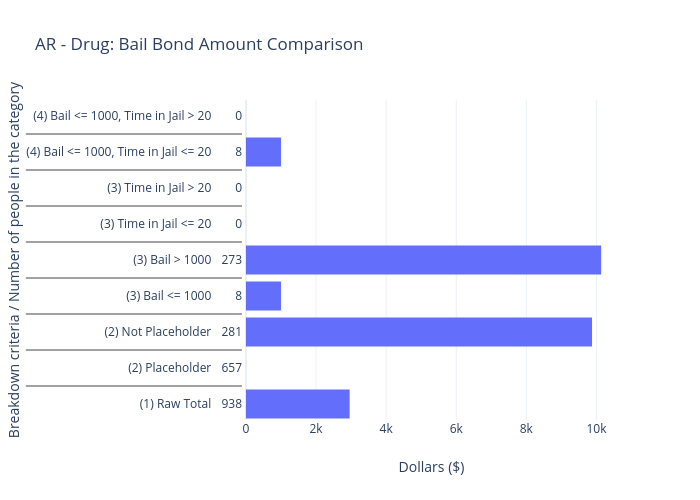 AR - Drug: Bail Bond Amount Comparison
Breakdown criteria / Number of people in the category
(4) Bail <= 1000, Time in Jail > 20 0
(4) Bail <= 1000, Time in Jail <= 20 8
(3) Time in Jail > 20 0
(3) Time in Jail <= 20 0
(3) Bail > 1000 273
(3) Bail <= 1000 8
(2) Not Placeholder 281
(2) Placeholder 657
(1) Raw Total 938
0 2k 4k 6k 8k 10k
Dollars ($)